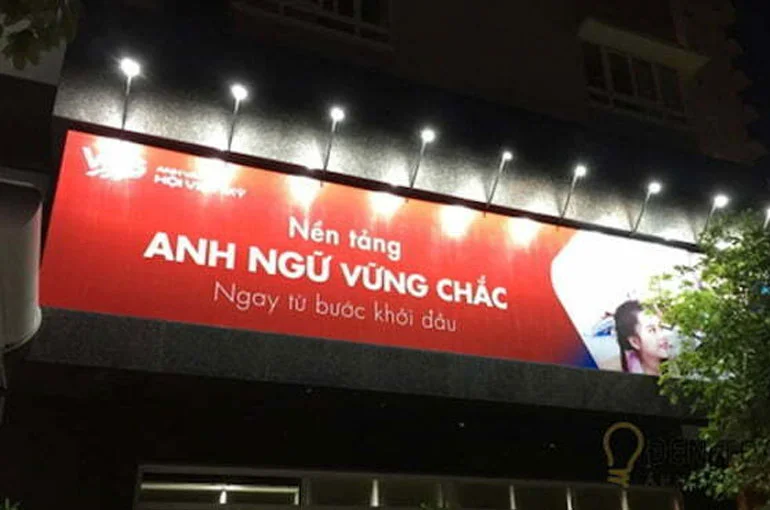 VUS
HỘI VIỆT MỸ
Nền tảng
ANH NGỮ VỮNG CHẮC
Ngay từ bước khởi đầu